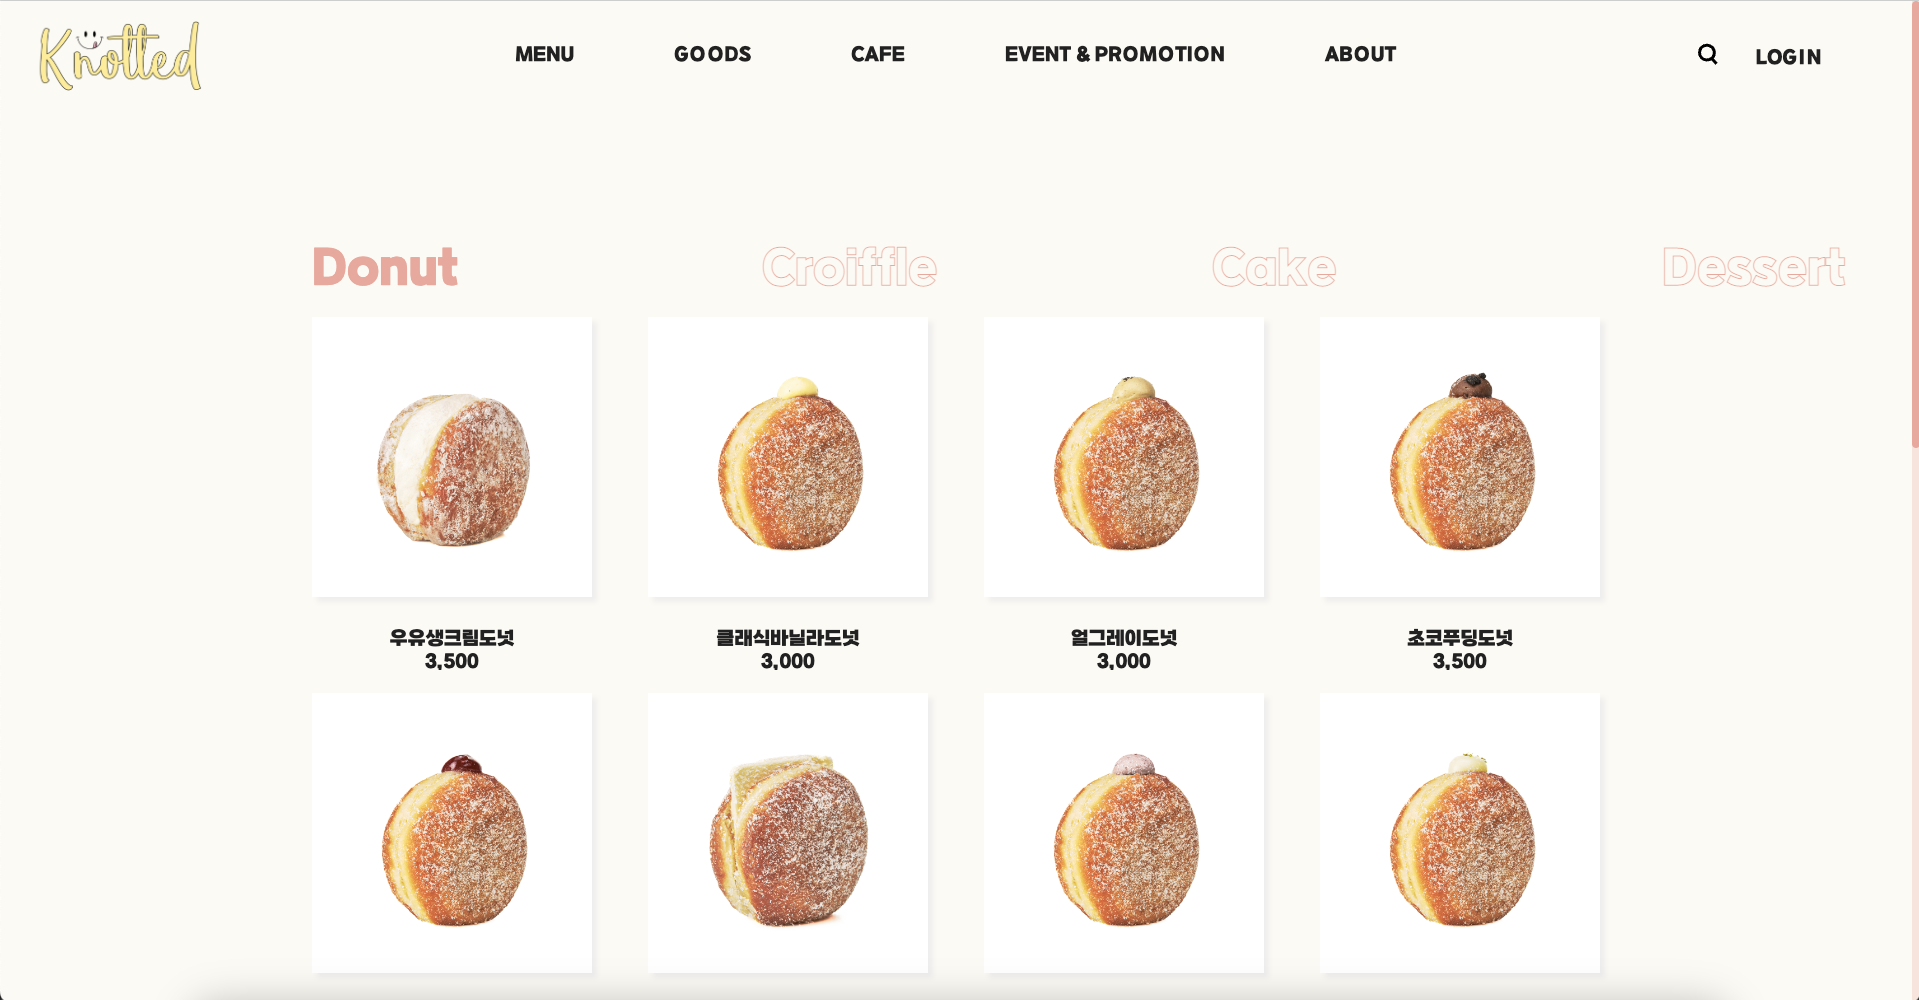 Knotted
MENU
GOODS
CAFE
EVENT & PROMOTION
ABOUT
LOGIN
Donut
Croiffle
Cake
Dessert
우유생크림도넛
3,500
클래식바닐라도넛
3,000
얼그레이도넛
3,000
초코푸딩도넛
3,500